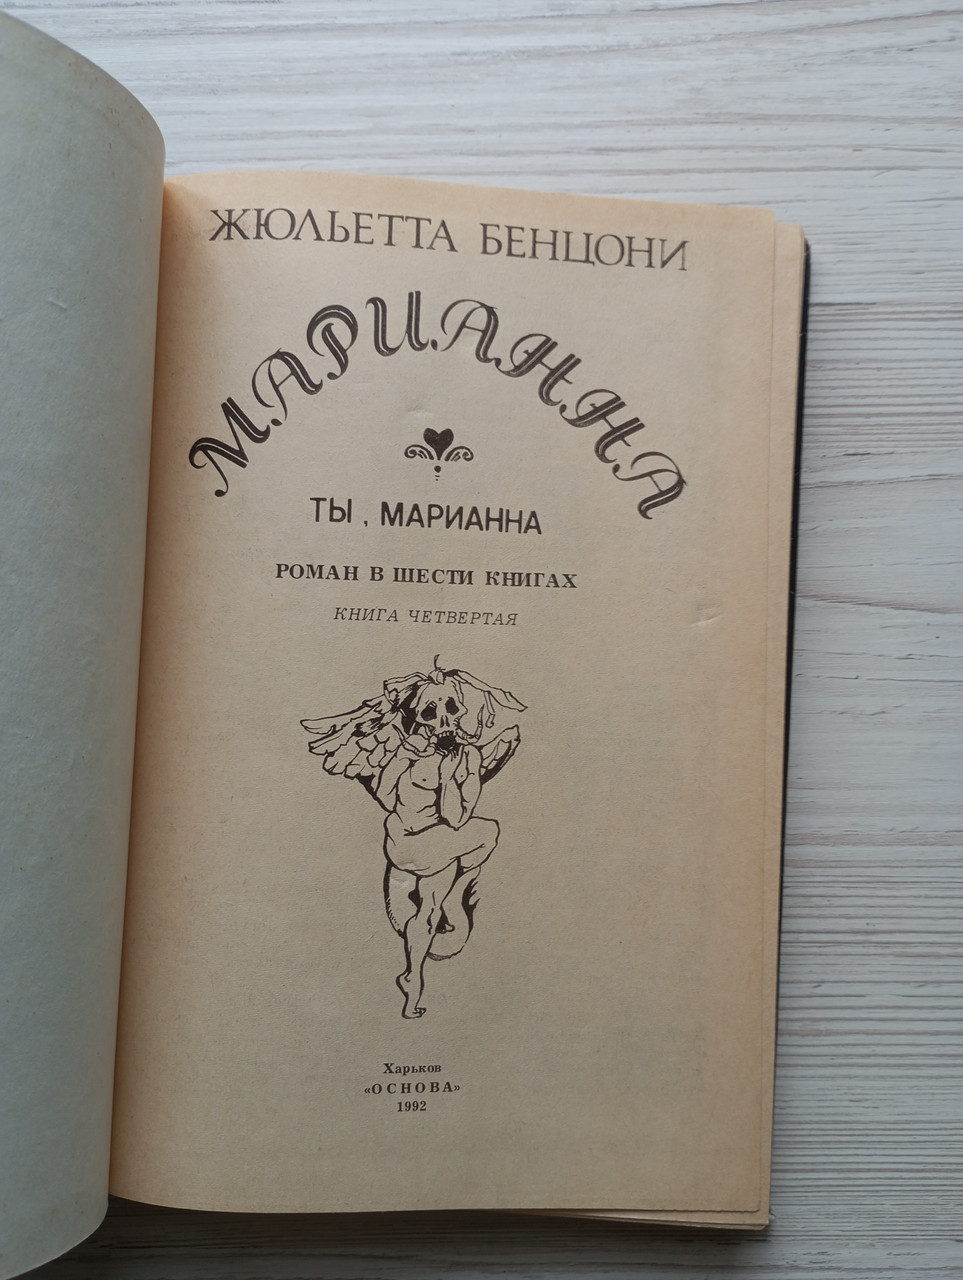 ЖЮЛЬЕТТА БЕНЦОНИ
МАРИАННА
ТЫ , МАРИАННА
РОМАН В ШЕСТИ КНИГАХ
КНИГА ЧЕТВЕРТАЯ
Харьков
«ОСНОВА»
1992